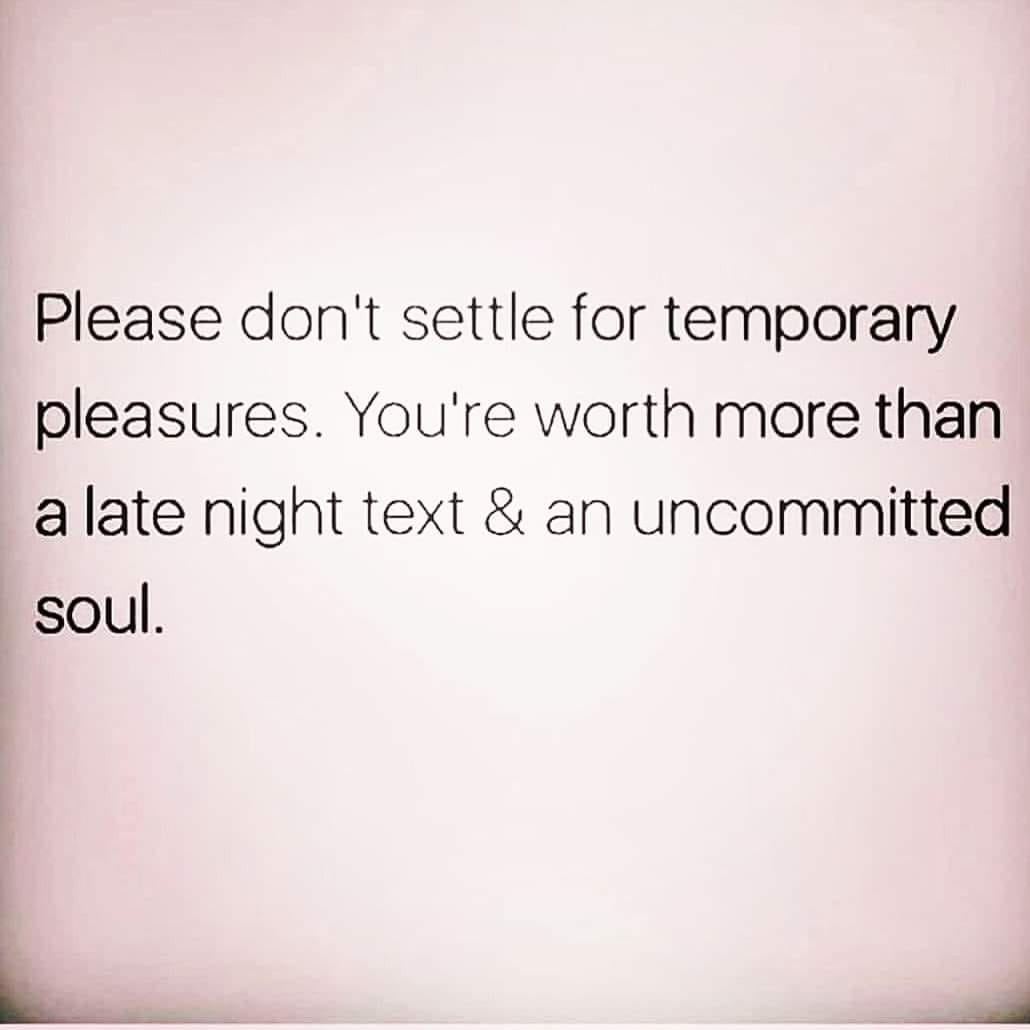 Please don't settle for temporary
pleasures. You're worth more than
a late night text & an uncommitted
soul.